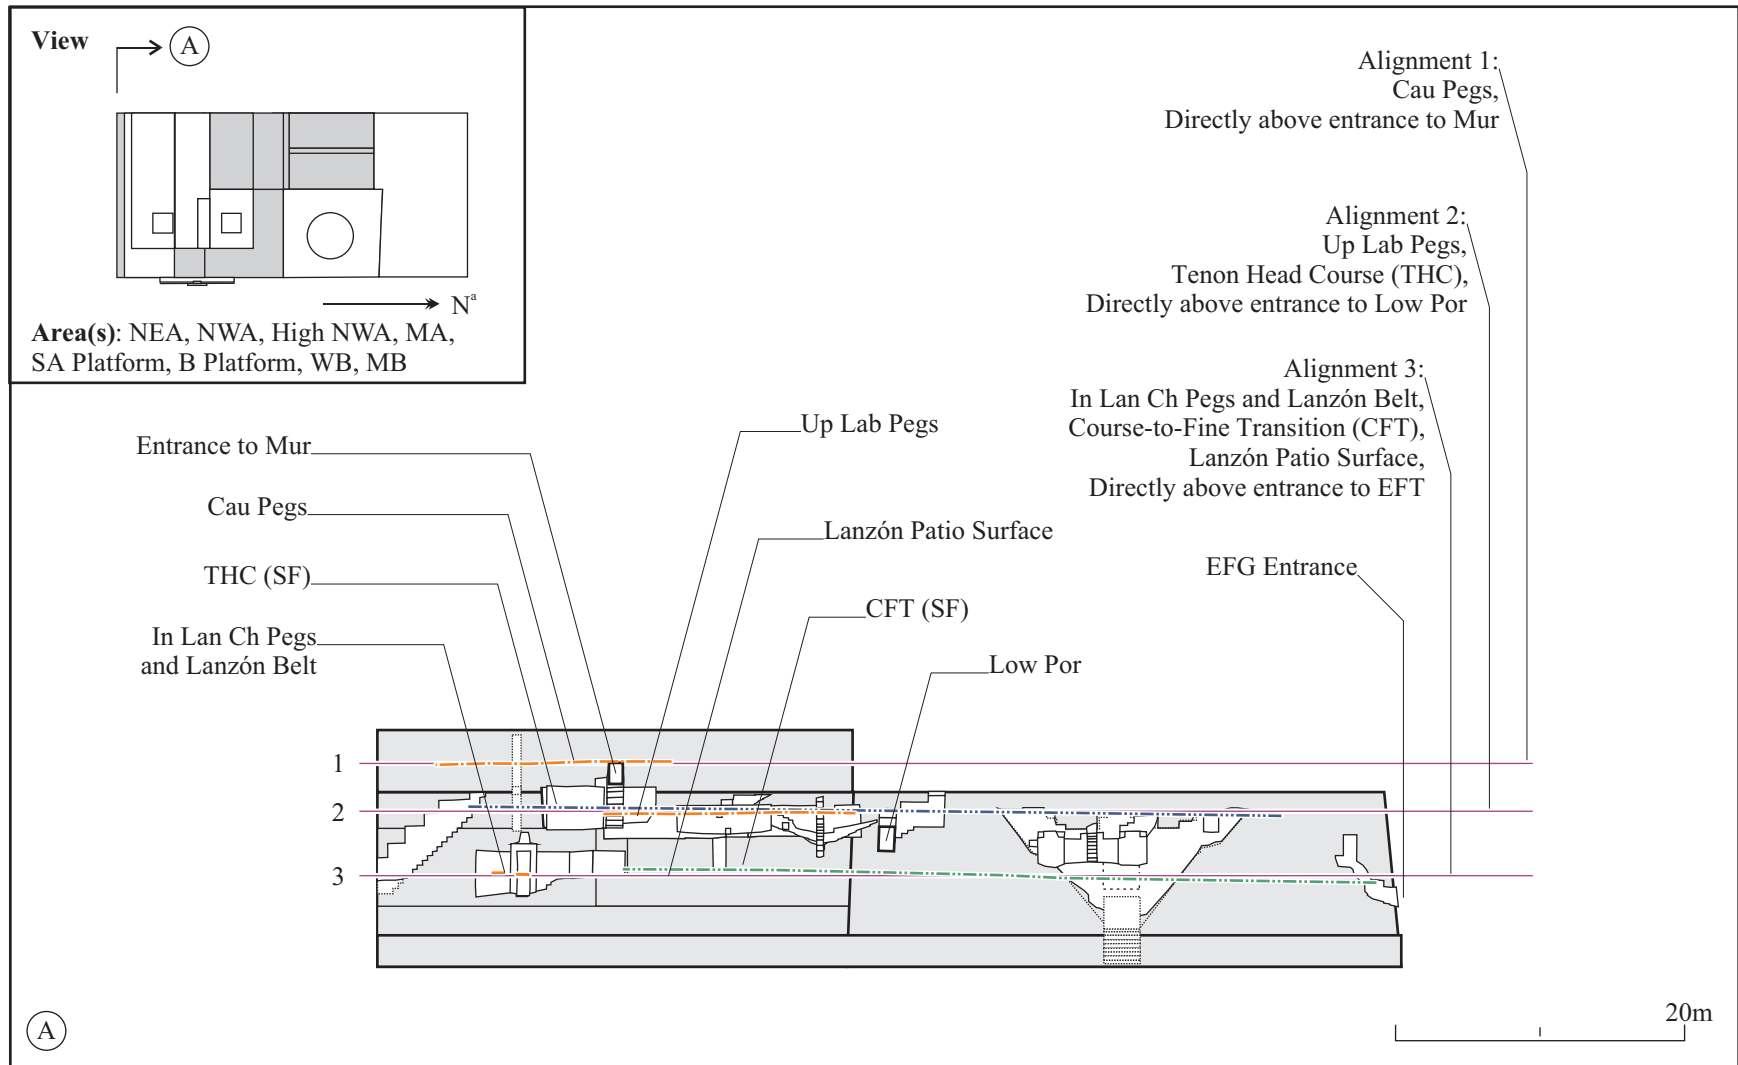 View
A
Nª
Area(s): NEA, NWA, High NWA, MA,
SA Platform, B Platform, WB, MB
Alignment 1:
Cau Pegs,
Directly above entrance to Mur
Alignment 2:
Up Lab Pegs,
Tenon Head Course (THC),
Directly above entrance to Low Por
Alignment 3:
In Lan Ch Pegs and Lanzón Belt,
Course-to-Fine Transition (CFT),
Lanzón Patio Surface,
Directly above entrance to EFT
Entrance to Mur
Cau Pegs
THC (SF)
In Lan Ch Pegs
and Lanzón Belt
Up Lab Pegs
Lanzón Patio Surface
CFT (SF)
Low Por
EFG Entrance
1
2
3
A
20m